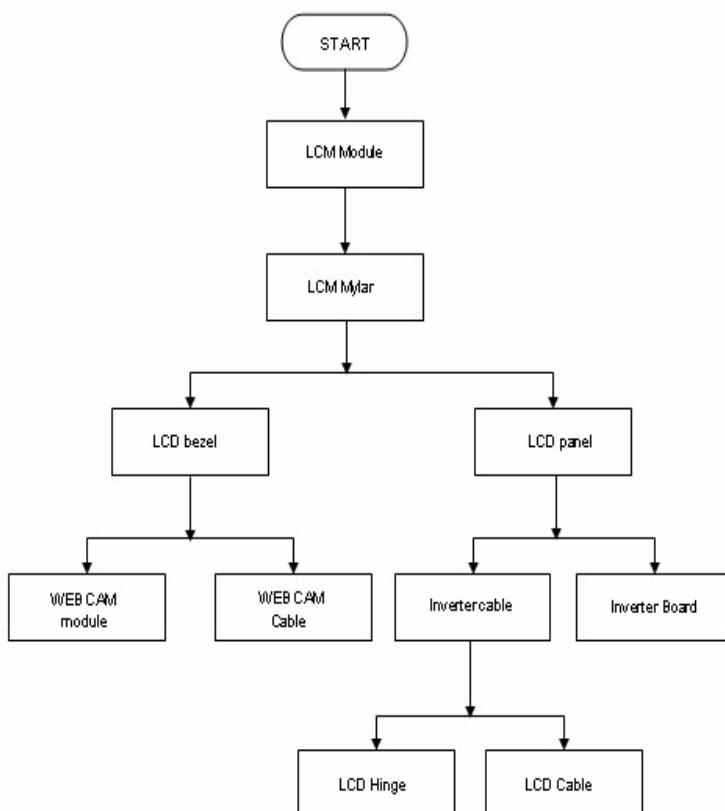 START
LCM Module
LCM Mylar
LCD bezel
LCD panel
WEB CAM
module
WEB CAM
Cable
Invertercable
Inverter Board
LCD Hinge
LCD Cable